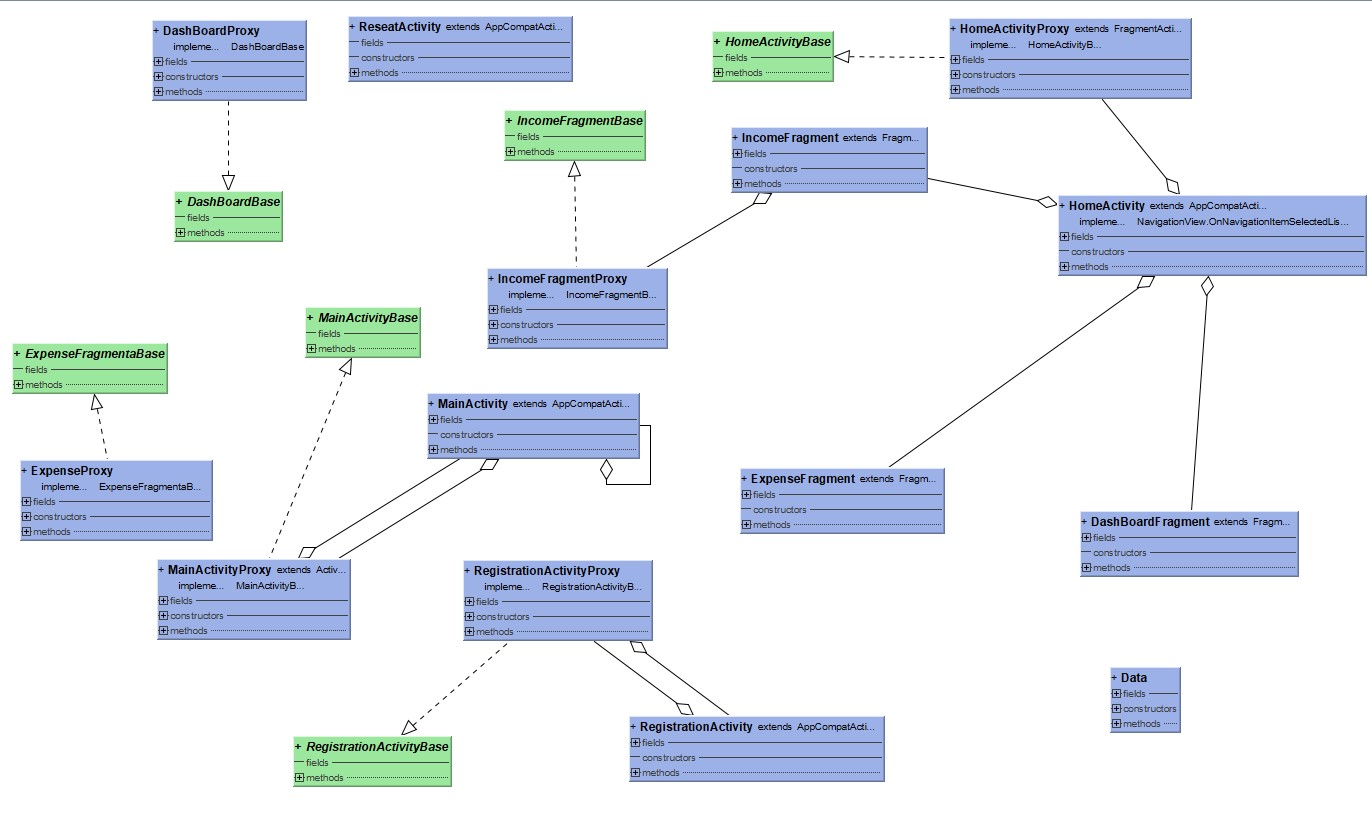 + DashBoardProxy
impleme... DashBoardBase
fields
constructors
methods
+ ReseatActivity extends AppCompatActi...
fields
constructors
methods
+ HomeActivityBase
fields
methods
+ HomeActivityProxy extends FragmentActi...
impleme... HomeActivityB...
fields
constructors
methods
+ IncomeFragmentBase
fields
methods
+ IncomeFragment extends Fragm...
fields
constructors
methods
+ DashBoardBase
fields
methods
+ HomeActivity extends AppCompatActi...
impleme... NavigationView.OnNavigationItemSelectedLis...
fields
constructors
methods
+ IncomeFragmentProxy
impleme... IncomeFragmentB...
fields
constructors
methods
+ MainActivityBase
fields
methods
+ ExpenseFragmentaBase
fields
methods
+ MainActivity extends AppCompatActi...
fields
constructors
methods
+ ExpenseProxy
impleme... ExpenseFragmentaB...
fields
constructors
methods
+ ExpenseFragment extends Fragm...
fields
constructors
methods
+ DashBoardFragment extends Fragm...
fields
constructors
methods
+ MainActivityProxy extends Activ...
impleme... MainActivityB...
fields
constructors
methods
+ RegistrationActivityProxy
impleme... RegistrationActivityB...
fields
constructors
methods
+ Data
fields
constructors
methods
+ RegistrationActivity extends AppCompatActi...
fields
constructors
methods
+ RegistrationActivityBase
fields
methods